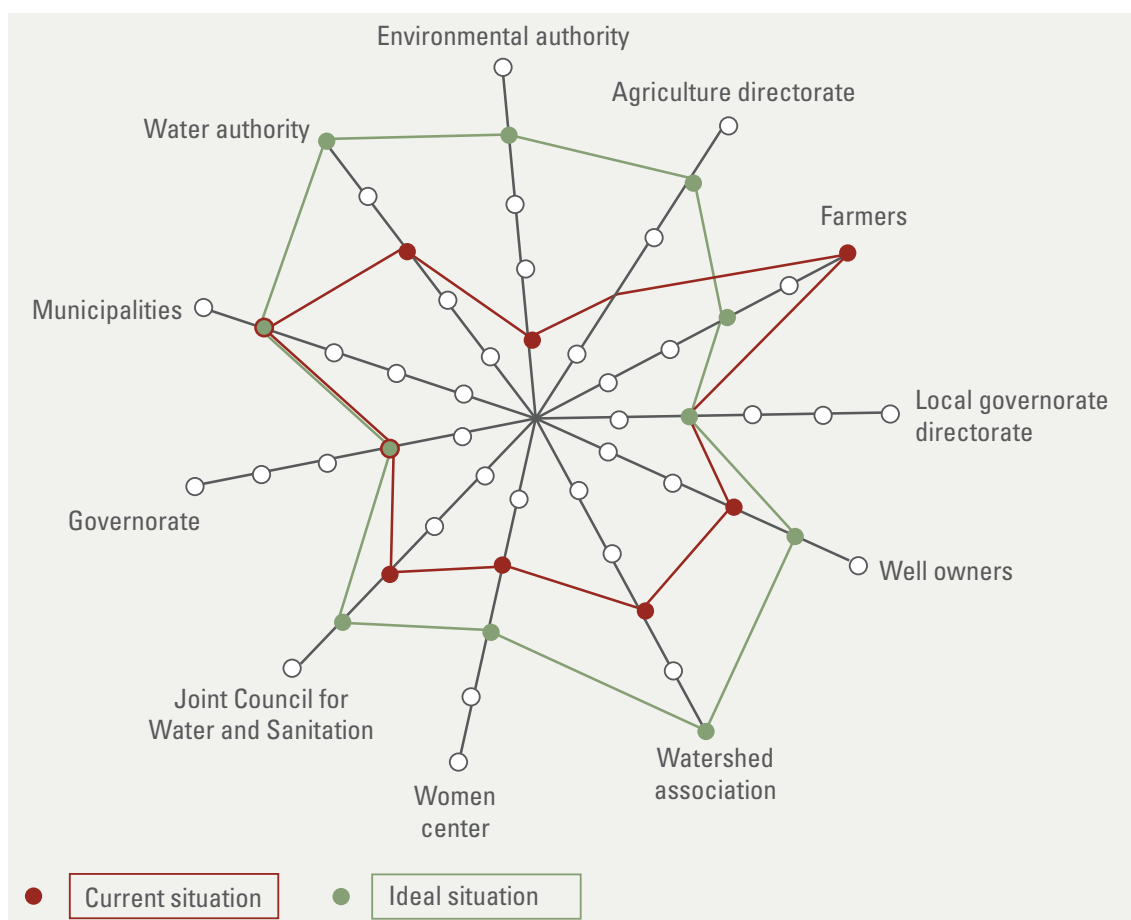 Environmental authority
Agriculture directorate
Water authority
Farmers
Municipalities
Local governorate
directorate
Governorate
Well owners
Joint Council for
Water and Sanitation
Watershed
association
Women
center
Current situation
Ideal situation